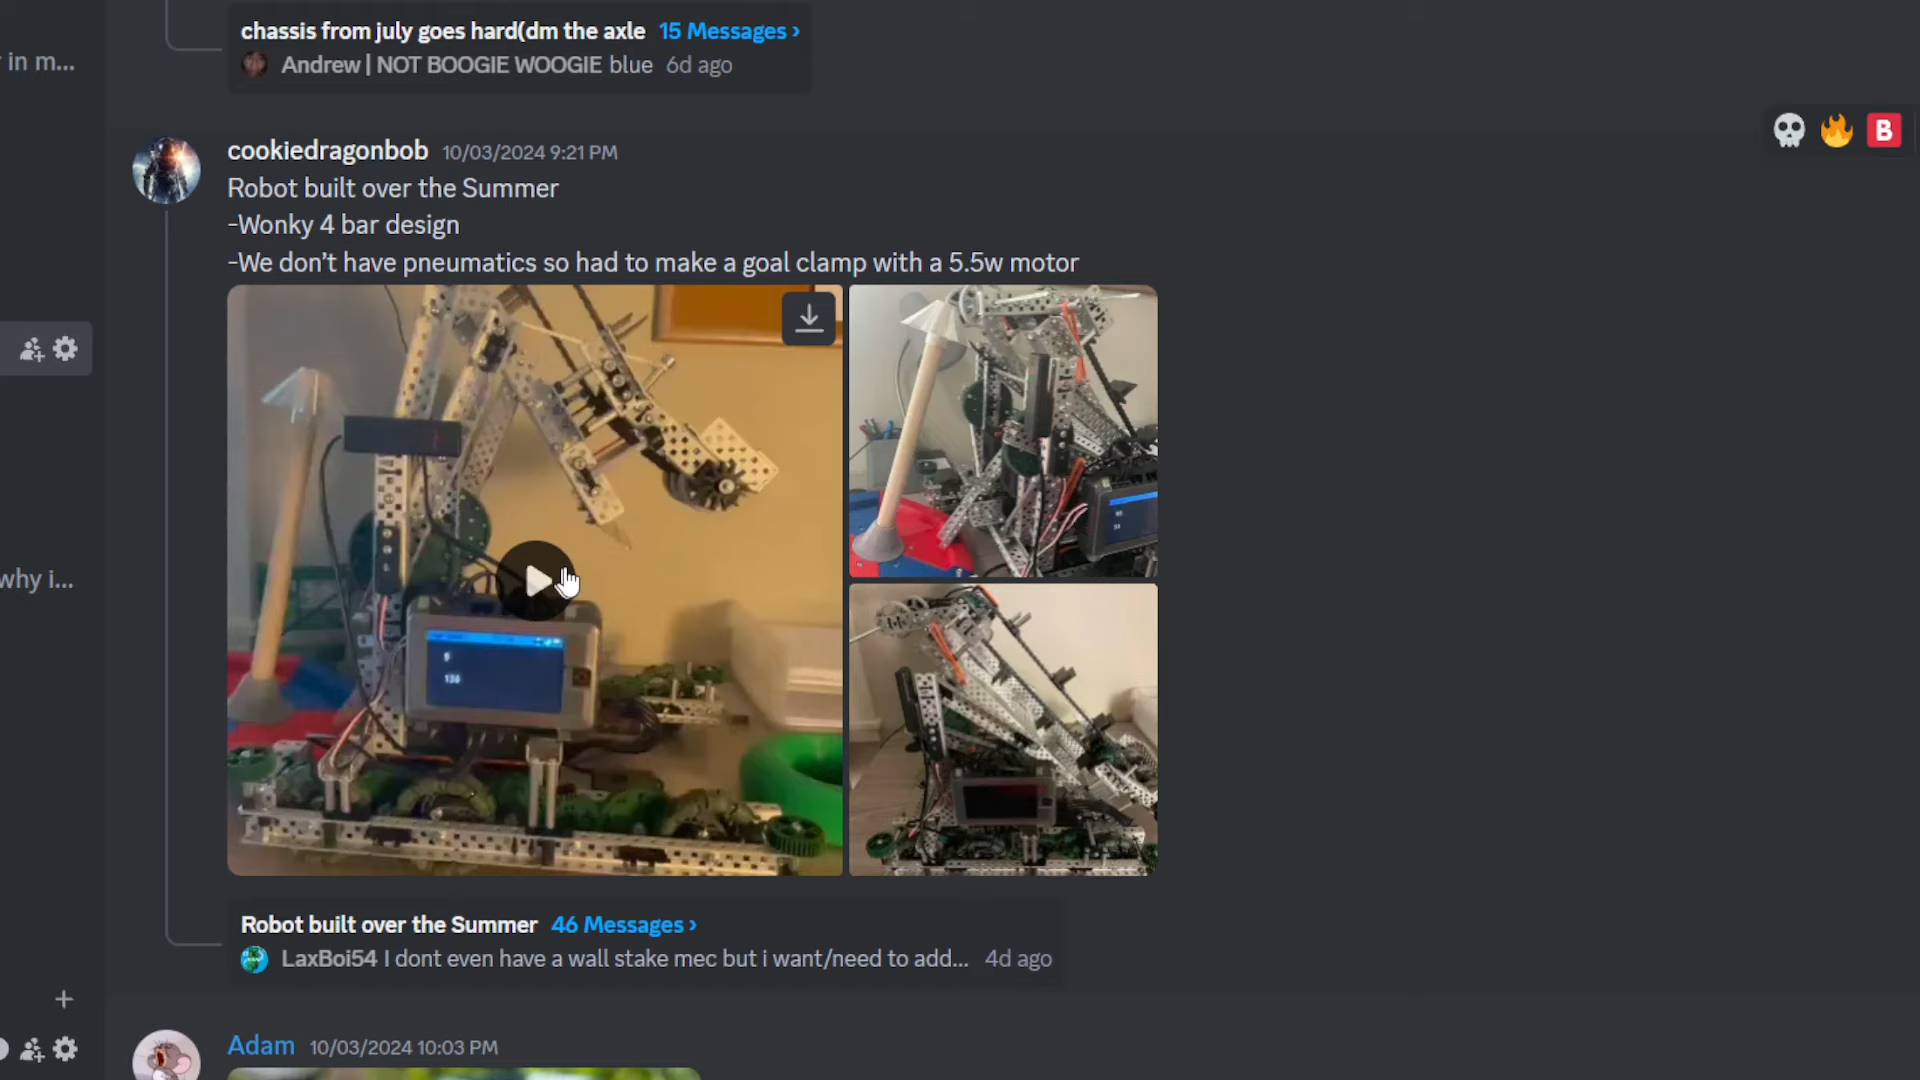 chassis from july goes hard(dm the axle 15 Messages ›
in m...
Andrew | NOT BOOGIE WOOGIE blue 6d ago
B
cookiedragonbob 10/03/2024 9:21 PM
Robot built over the Summer
-Wonky 4 bar design
-We don’t have pneumatics so had to make a goal clamp with a 5.5w motor
why i...
Robot built over the Summer 46 Messages ›
LaxBoi54 I dont even have a wall stake mec but i want/need to add... 4d ago
Adam 10/03/2024 10:03 PM